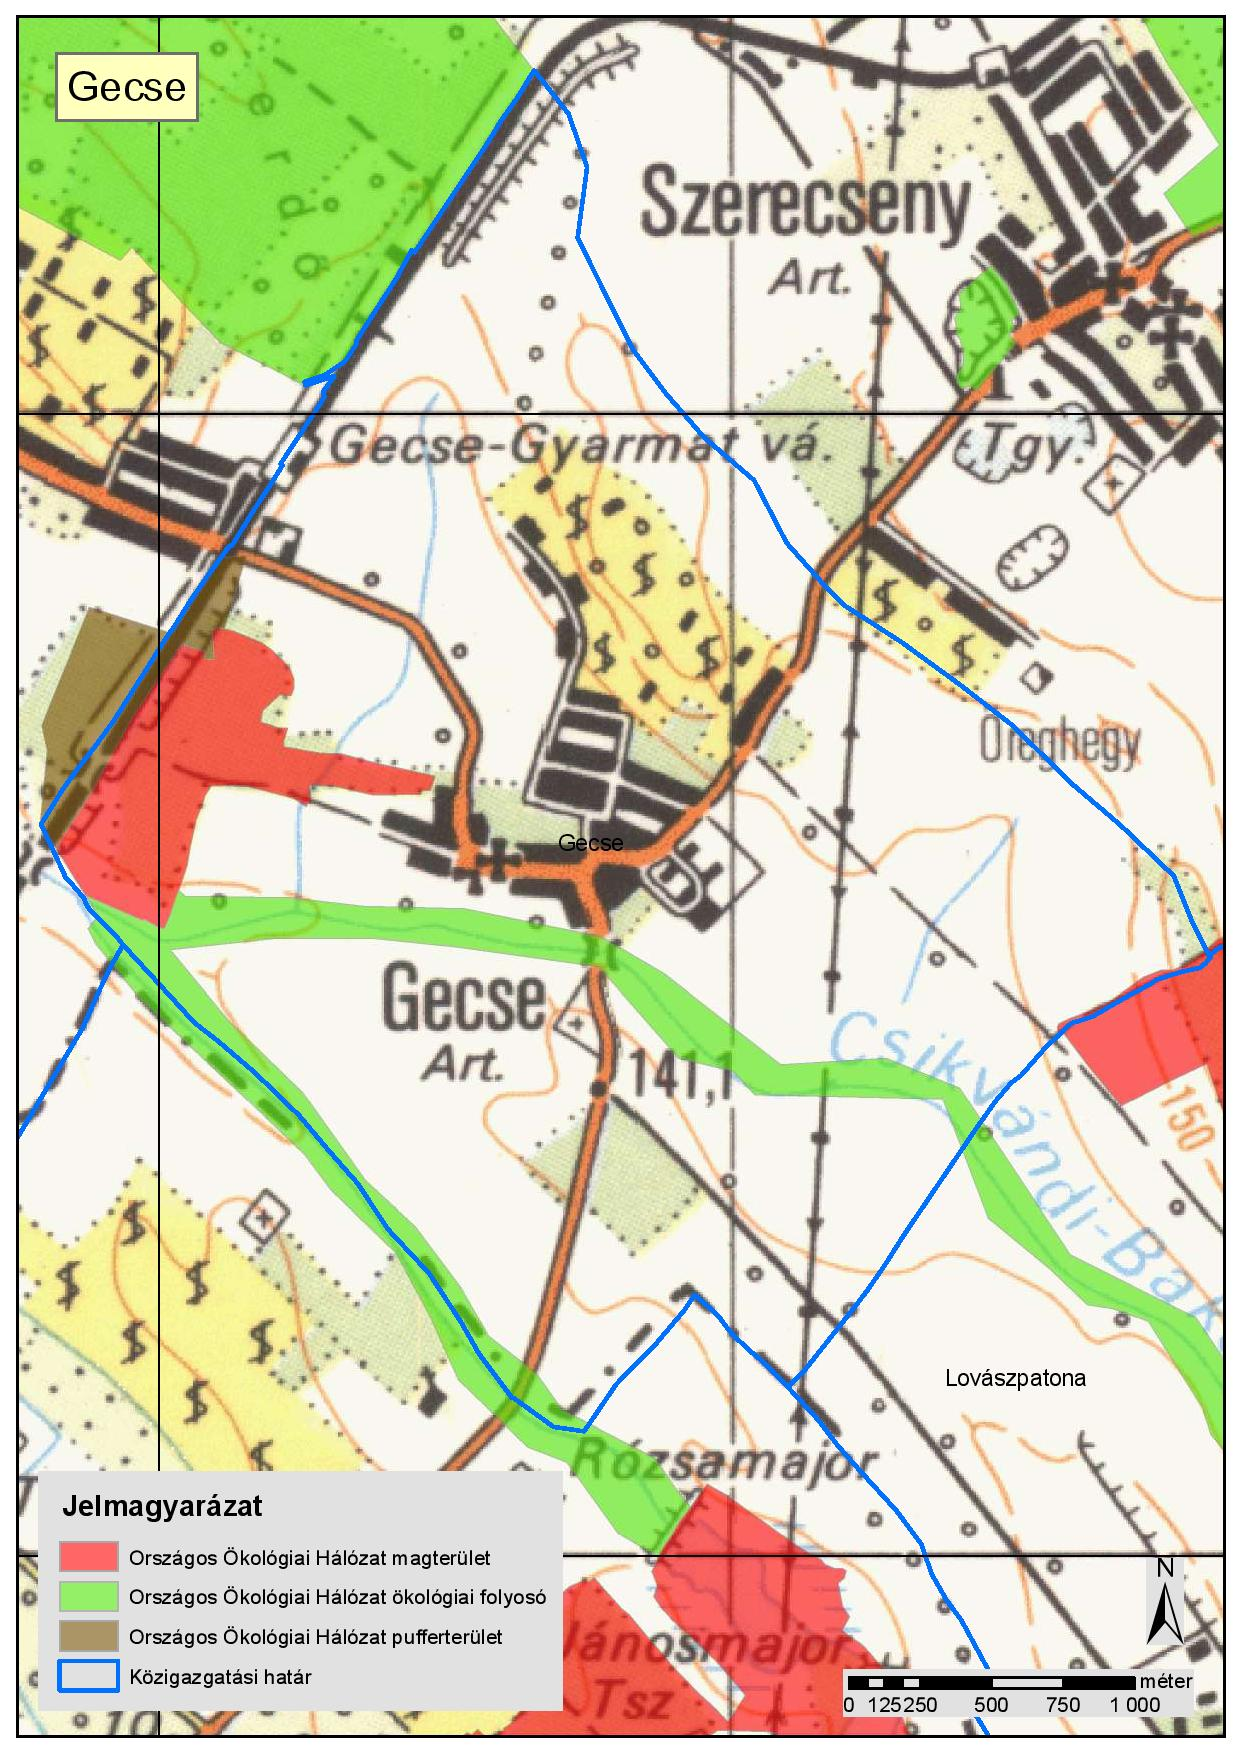 Gecse
erdő
Szerecseny
Art.
Gecse-Gyarmat vá.
Tgy.
Öreghegy
Gecse
Gecse
Art.
141,1
Csikvándi-Bak
150
Lovászpatona
Rózsamajor
Jánosmajor
Tsz
Jelmagyarázat
Országos Ökológiai Hálózat magterület
Országos Ökológiai Hálózat ökológiai folyosó
Országos Ökológiai Hálózat pufferterület
Közigazgatási határ
N
méter
0 125 250 500 750 1 000